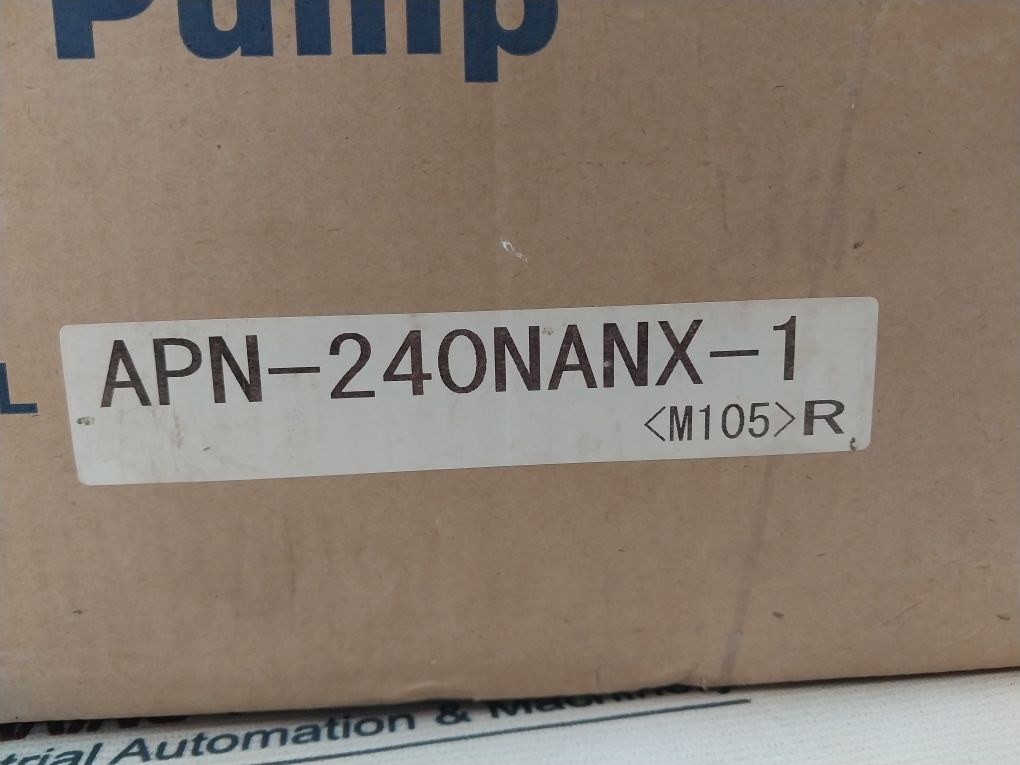 Pump
L
APN-240NANX-1
<M105>R
Automation & Machinery